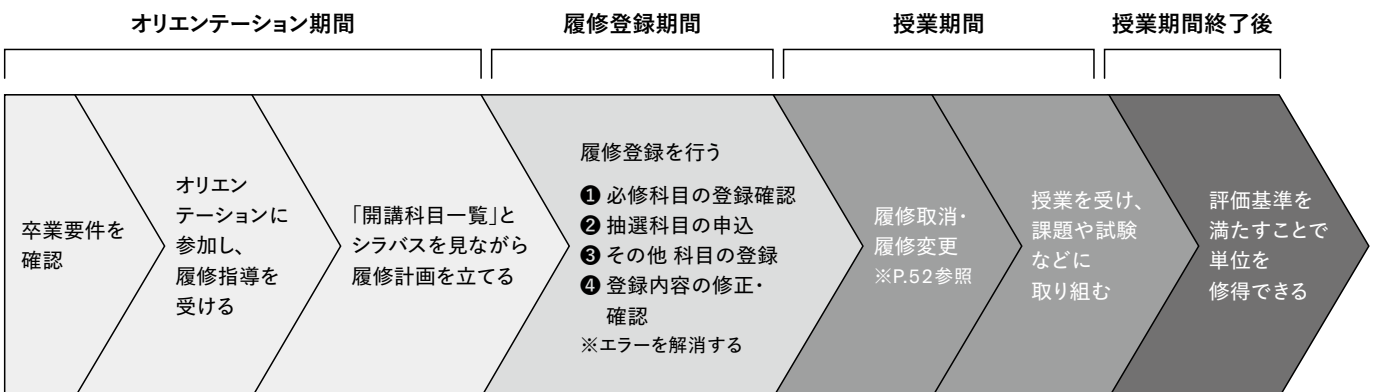 オリエンテーション期間
履修登録期間
授業期間
授業期間終了後
卒業要件を
確認
オリエン
テーションに
参加し、
履修指導を
受ける
「開講科目一覧」と
シラバスを見ながら
履修計画を立てる
履修登録を行う
❶ 必修科目の登録確認
❷ 抽選科目の申込
❸ その他 科目の登録
❹ 登録内容の修正・
確認
※エラーを解消する
履修取消・
履修変更
※P.52参照
授業を受け、
課題や試験
などに
取り組む
評価基準を
満たすことで
単位を
修得できる